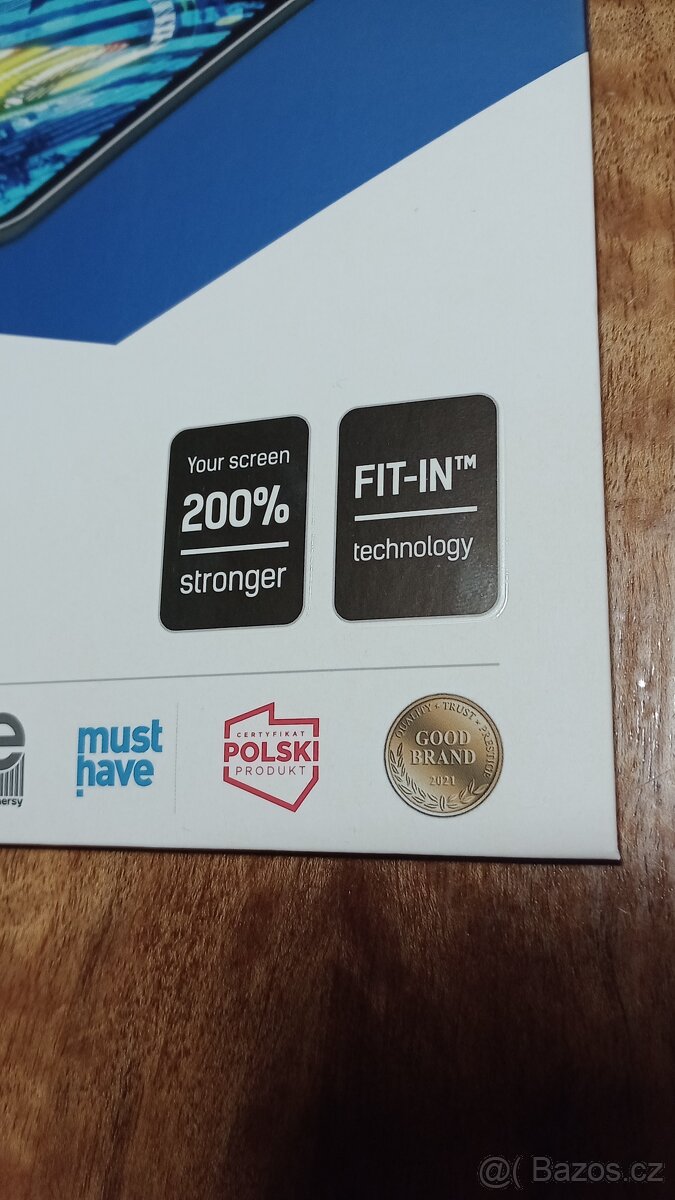 Your screen
200%
stronger
FIT-IN™
technology
must
have
CERTYFIKAT
POLSKI
PRODUKT
QUALITY • TRUST • PRESTIGE
GOOD
BRAND
2021
@( Bazos.cz